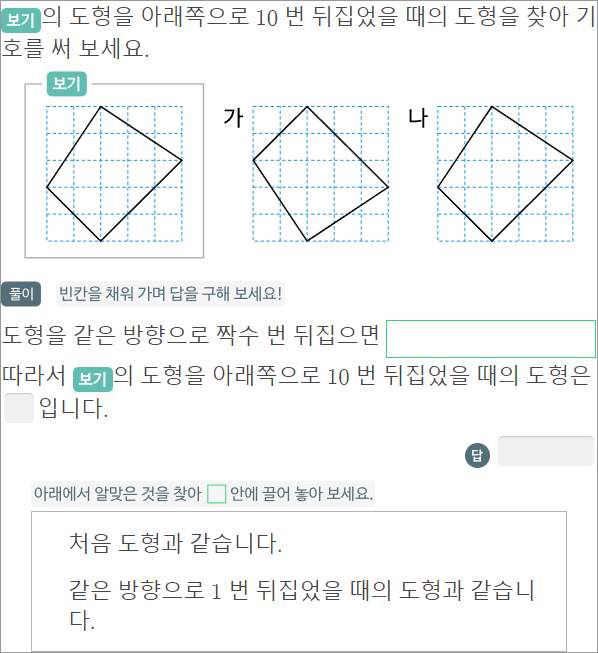 보기의 도형을 아래쪽으로 10 번 뒤집었을 때의 도형을 찾아 기
호를 써 보세요.
보기
가
나
풀이 빈칸을 채워 가며 답을 구해 보세요!
도형을 같은 방향으로 짝수 번 뒤집으면
따라서 보기의 도형을 아래쪽으로 10 번 뒤집었을 때의 도형은
입니다.
답
아래에서 알맞은 것을 찾아 안에 끌어 놓아 보세요.
처음 도형과 같습니다.
같은 방향으로 1 번 뒤집었을 때의 도형과 같습니
다.